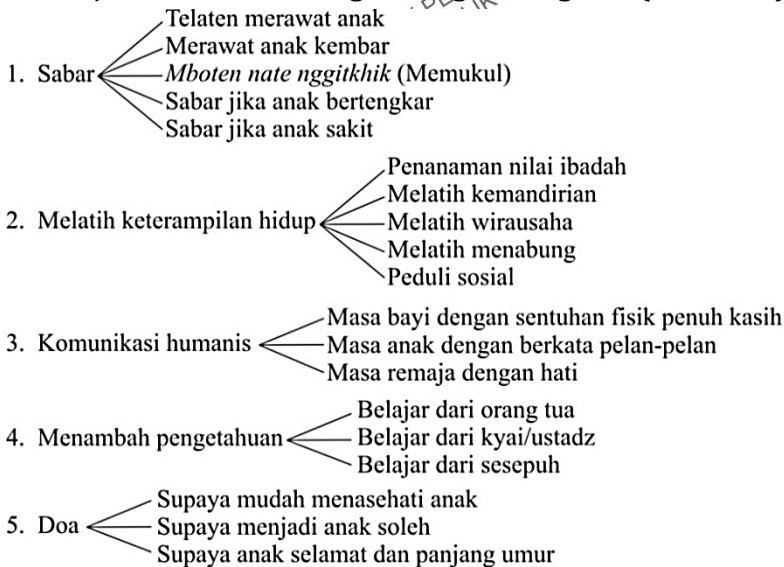 Telaten merawat anak
Merawat anak kembar
1. Sabar Mboten nate nggitkhik (Memukul)
Sabar jika anak bertengkar
Sabar jika anak sakit
Penanaman nilai ibadah
Melatih kemandirian
2. Melatih keterampilan hidup Melatih wirausaha
Melatih menabung
Peduli sosial
Masa bayi dengan sentuhan fisik penuh kasih
3. Komunikasi humanis Masa anak dengan berkata pelan-pelan
Masa remaja dengan hati
Belajar dari orang tua
4. Menambah pengetahuan Belajar dari kyai/ustadz
Belajar dari sesepuh
Supaya mudah menasehati anak
5. Doa Supaya menjadi anak soleh
Supaya anak selamat dan panjang umur